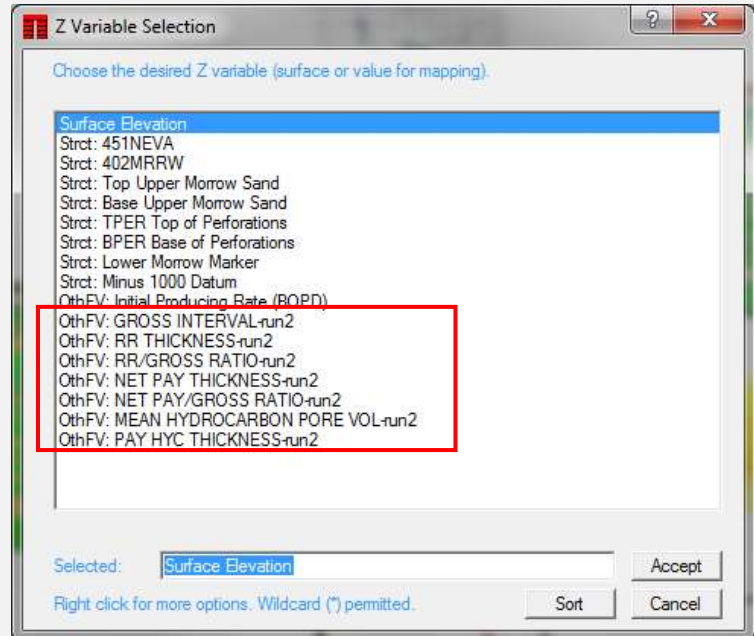 Z Variable Selection
Choose the desired Z variable (surface or value for mapping).
Surface Elevation
Strct: 451NEVA
Strct: 402MRRW
Strct: Top Upper Morrow Sand
Strct: Base Upper Morrow Sand
Strct: TPER Top of Perforations
Strct: BPER Base of Perforations
Strct: Lower Morrow Marker
Strct: Minus 1000 Datum
OthFV: Initial Producing Rate (BOPD)
OthFV: GROSS INTERVAL-run2
OthFV: RR THICKNESS-run2
OthFV: RR/GROSS RATIO-run2
OthFV: NET PAY THICKNESS-run2
OthFV: NET PAY/GROSS RATIO-run2
OthFV: MEAN HYDROCARBON PORE VOL-run2
OthFV: PAY HYC THICKNESS-run2
Selected: Surface Elevation Accept
Right click for more options. Wildcard (*) permitted. Sort Cancel